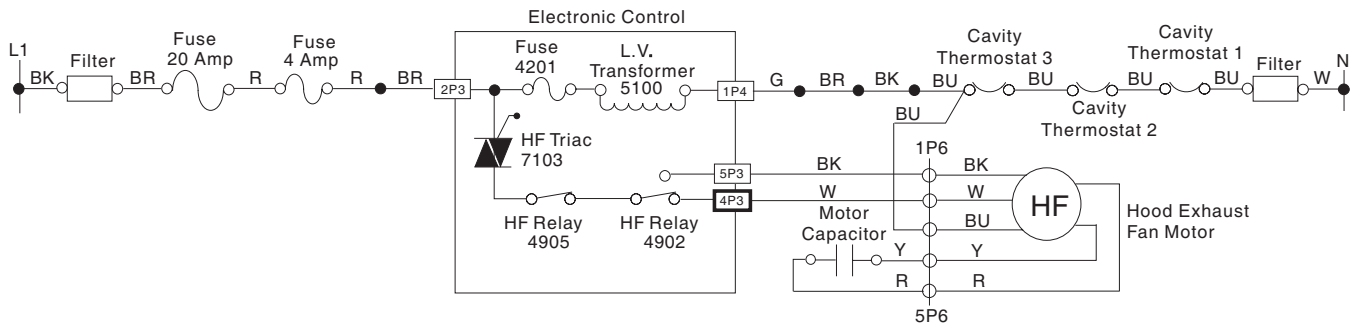 Electronic Control
L1
BK
Filter
BR
Fuse
20 Amp
R
Fuse
4 Amp
R
BR
2P3
Fuse
4201
L.V.
Transformer
5100
1P4
G
BR
BK
BU
Cavity
Thermostat 3
BU
Cavity
Thermostat 2
BU
Cavity
Thermostat 1
BU
Filter
W
N
BU
HF Triac
7103
5P3
BK
1P6
BK
HF Relay
4905
HF Relay
4902
4P3
W
W
HF
Hood Exhaust
Fan Motor
BU
Motor
Capacitor
Y
Y
R
R
5P6